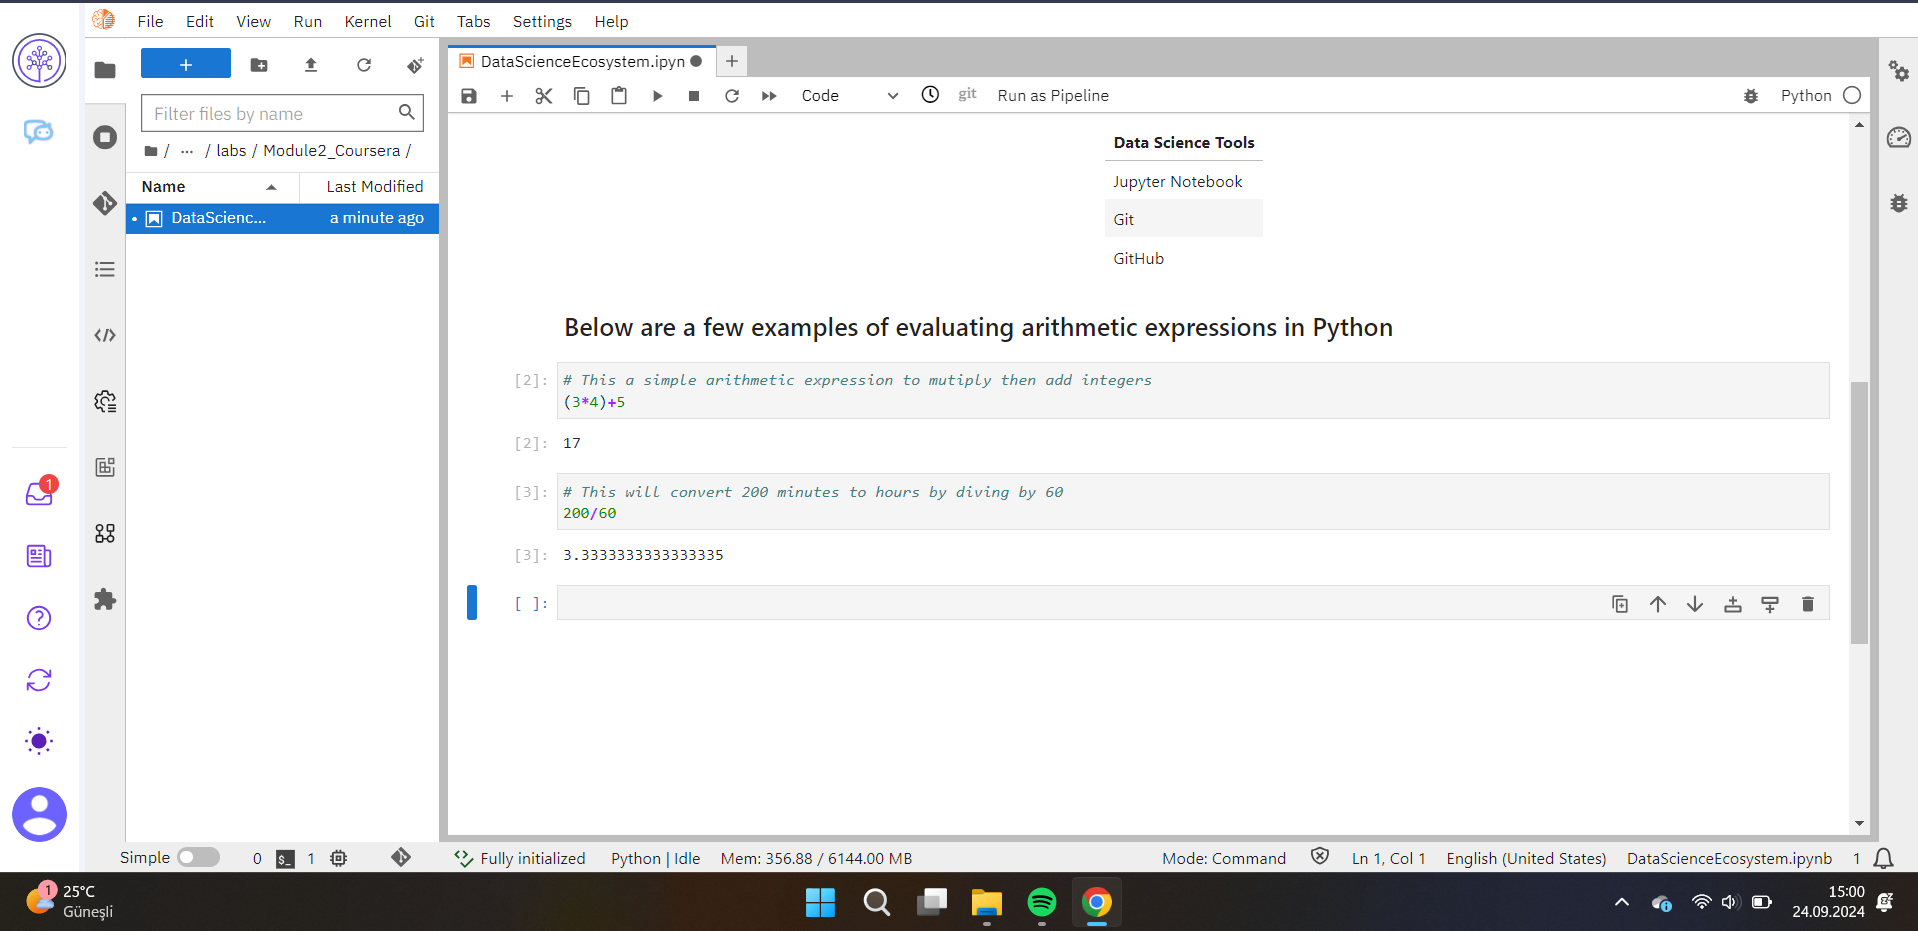 File Edit View Run Kernel Git Tabs Settings Help
DataScienceEcosystem.ipyn
Code
git
Run as Pipeline
Python
Filter files by name
/ ... / labs / Module2_Coursera /
Name Last Modified
DataScienc... a minute ago
Data Science Tools
Jupyter Notebook
Git
GitHub
Below are a few examples of evaluating arithmetic expressions in Python
[2]: # This a simple arithmetic expression to mutiply then add integers
(3*4)+5
[2]: 17
[3]: # This will convert 200 minutes to hours by diving by 60
200/60
[3]: 3.3333333333333335
[ ]:
1
Simple 0 $_ 1 Fully initialized Python | Idle Mem: 356.88 / 6144.00 MB Mode: Command Ln 1, Col 1 English (United States) DataScienceEcosystem.ipynb 1
1
25°C
Güneşli
15:00
24.09.2024